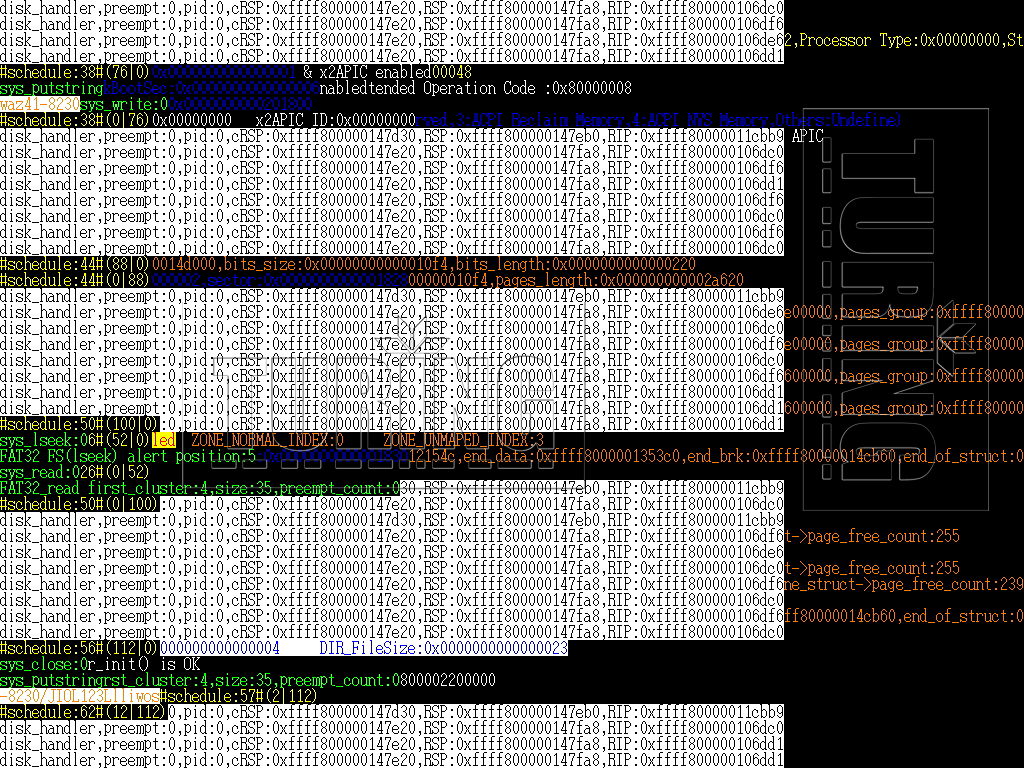 disk_handler,preempt:0,pid:0,cRSP:0xffff800000147e20,RSP:0xffff800000147fa8,RIP:0xffff800000106dc0
disk_handler,preempt:0,pid:0,cRSP:0xffff800000147e20,RSP:0xffff800000147fa8,RIP:0xffff800000106df6
disk_handler,preempt:0,pid:0,cRSP:0xffff800000147e20,RSP:0xffff800000147fa8,RIP:0xffff800000106de62,Processor Type:0x00000000,St
disk_handler,preempt:0,pid:0,cRSP:0xffff800000147e20,RSP:0xffff800000147fa8,RIP:0xffff800000106dd1
#schedule:38#(76|0)0x0000000000000001 & x2APIC enabled00048
sys_putstringkBootSec:0x0000000000000006nabledtended Operation Code :0x80000008
waz41-8230sys_write:00x0000000000201800
#schedule:38#(0|76)0x00000000 x2APIC ID:0x00000000rved,3:ACPI Reclaim Memory,4:ACPI NVS Memory,Others:Undefine)
disk_handler,preempt:0,pid:0,cRSP:0xffff800000147d30,RSP:0xffff800000147eb0,RIP:0xffff80000011cbb9 APIC
disk_handler,preempt:0,pid:0,cRSP:0xffff800000147e20,RSP:0xffff800000147fa8,RIP:0xffff800000106dc0
disk_handler,preempt:0,pid:0,cRSP:0xffff800000147e20,RSP:0xffff800000147fa8,RIP:0xffff800000106df6
disk_handler,preempt:0,pid:0,cRSP:0xffff800000147e20,RSP:0xffff800000147fa8,RIP:0xffff800000106dd1
disk_handler,preempt:0,pid:0,cRSP:0xffff800000147e20,RSP:0xffff800000147fa8,RIP:0xffff800000106df6
disk_handler,preempt:0,pid:0,cRSP:0xffff800000147e20,RSP:0xffff800000147fa8,RIP:0xffff800000106dc0
disk_handler,preempt:0,pid:0,cRSP:0xffff800000147e20,RSP:0xffff800000147fa8,RIP:0xffff800000106df6
disk_handler,preempt:0,pid:0,cRSP:0xffff800000147e20,RSP:0xffff800000147fa8,RIP:0xffff800000106dc0
#schedule:44#(88|0)0014d000,bits_size:0x00000000000010f4,bits_length:0x0000000000000220
#schedule:44#(0|88)000002,sector:0x000000000000182800000010f4,pages_length:0x000000000002a620
disk_handler,preempt:0,pid:0,cRSP:0xffff800000147d30,RSP:0xffff800000147eb0,RIP:0xffff80000011cbb9
disk_handler,preempt:0,pid:0,cRSP:0xffff800000147e20,RSP:0xffff800000147fa8,RIP:0xffff800000106de6e00000,pages_group:0xffff80000
disk_handler,preempt:0,pid:0,cRSP:0xffff800000147e20,RSP:0xffff800000147fa8,RIP:0xffff800000106dc0
disk_handler,preempt:0,pid:0,cRSP:0xffff800000147e20,RSP:0xffff800000147fa8,RIP:0xffff800000106dc0e00000,pages_group:0xffff80000
disk_handler,preempt:0,pid:0,cRSP:0xffff800000147e20,RSP:0xffff800000147fa8,RIP:0xffff800000106dc0
disk_handler,preempt:0,pid:0,cRSP:0xffff800000147e20,RSP:0xffff800000147fa8,RIP:0xffff800000106df6600000,pages_group:0xffff80000
disk_handler,preempt:0,pid:0,cRSP:0xffff800000147e20,RSP:0xffff800000147fa8,RIP:0xffff800000106dd1
disk_handler,preempt:0,pid:0,cRSP:0xffff800000147e20,RSP:0xffff800000147fa8,RIP:0xffff800000106dd1600000,pages_group:0xffff80000
#schedule:50#(100|0)
sys_lseek:06#(52|0)led ZONE_NORMAL_INDEX:0 ZONE_UNMAPED_INDEX:3
FAT32 FS(lseek) alert position:5:0x000000000000183012154c,end_data:0xffff8000001353c0,end_brk:0xffff80000014cb60,end_of_struct:0
sys_read:026#(0|52)
FAT32_read first_cluster:4,size:35,preempt_count:0cRSP:0xffff800000147d30,RSP:0xffff800000147eb0,RIP:0xffff80000011cbb9
#schedule:50#(0|100):0,pid:0,cRSP:0xffff800000147e20,RSP:0xffff800000147fa8,RIP:0xffff800000106dc0
disk_handler,preempt:0,pid:0,cRSP:0xffff800000147d30,RSP:0xffff800000147eb0,RIP:0xffff80000011cbb9
disk_handler,preempt:0,pid:0,cRSP:0xffff800000147e20,RSP:0xffff800000147fa8,RIP:0xffff800000106df6t->page_free_count:255
disk_handler,preempt:0,pid:0,cRSP:0xffff800000147e20,RSP:0xffff800000147fa8,RIP:0xffff800000106de6
disk_handler,preempt:0,pid:0,cRSP:0xffff800000147e20,RSP:0xffff800000147fa8,RIP:0xffff800000106dc0t->page_free_count:255
disk_handler,preempt:0,pid:0,cRSP:0xffff800000147e20,RSP:0xffff800000147fa8,RIP:0xffff800000106df6ne_struct->page_free_count:239
disk_handler,preempt:0,pid:0,cRSP:0xffff800000147e20,RSP:0xffff800000147fa8,RIP:0xffff800000106dc0
disk_handler,preempt:0,pid:0,cRSP:0xffff800000147e20,RSP:0xffff800000147fa8,RIP:0xffff800000106df6ff80000014cb60,end_of_struct:0
disk_handler,preempt:0,pid:0,cRSP:0xffff800000147e20,RSP:0xffff800000147fa8,RIP:0xffff800000106dc0
#schedule:56#(112|0)000000000000004 DIR_FileSize:0x0000000000000023
sys_close:0r_init() is OK
sys_putstringrst_cluster:4,size:35,preempt_count:0800002200000
-8230/JIOL123Llliwos#schedule:57#(2|112)
#schedule:62#(12|112)0,pid:0,cRSP:0xffff800000147d30,RSP:0xffff800000147eb0,RIP:0xffff80000011cbb9
disk_handler,preempt:0,pid:0,cRSP:0xffff800000147e20,RSP:0xffff800000147fa8,RIP:0xffff800000106dc0
disk_handler,preempt:0,pid:0,cRSP:0xffff800000147e20,RSP:0xffff800000147fa8,RIP:0xffff800000106dd1
disk_handler,preempt:0,pid:0,cRSP:0xffff800000147e20,RSP:0xffff800000147fa8,RIP:0xffff800000106dd1
TURING
TURING